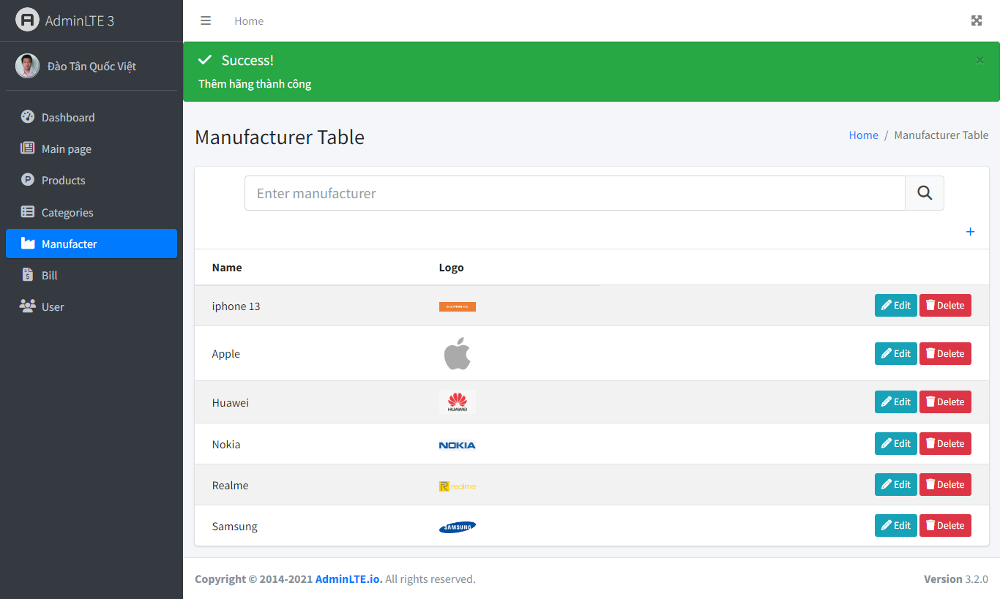 AdminLTE 3
Home
Đào Tân Quốc Việt
Success!
×
Thêm hãng thành công
Dashboard
Main page
Products
Categories
Manufacter
Bill
User
Manufacturer Table
Home / Manufacturer Table
Enter manufacturer
+
Name Logo
iphone 13 Edit Delete
Apple Edit Delete
Huawei HUAWEI Edit Delete
Nokia NOKIA Edit Delete
Realme R realme Edit Delete
Samsung SAMSUNG Edit Delete
Copyright © 2014-2021 AdminLTE.io. All rights reserved.
Version 3.2.0